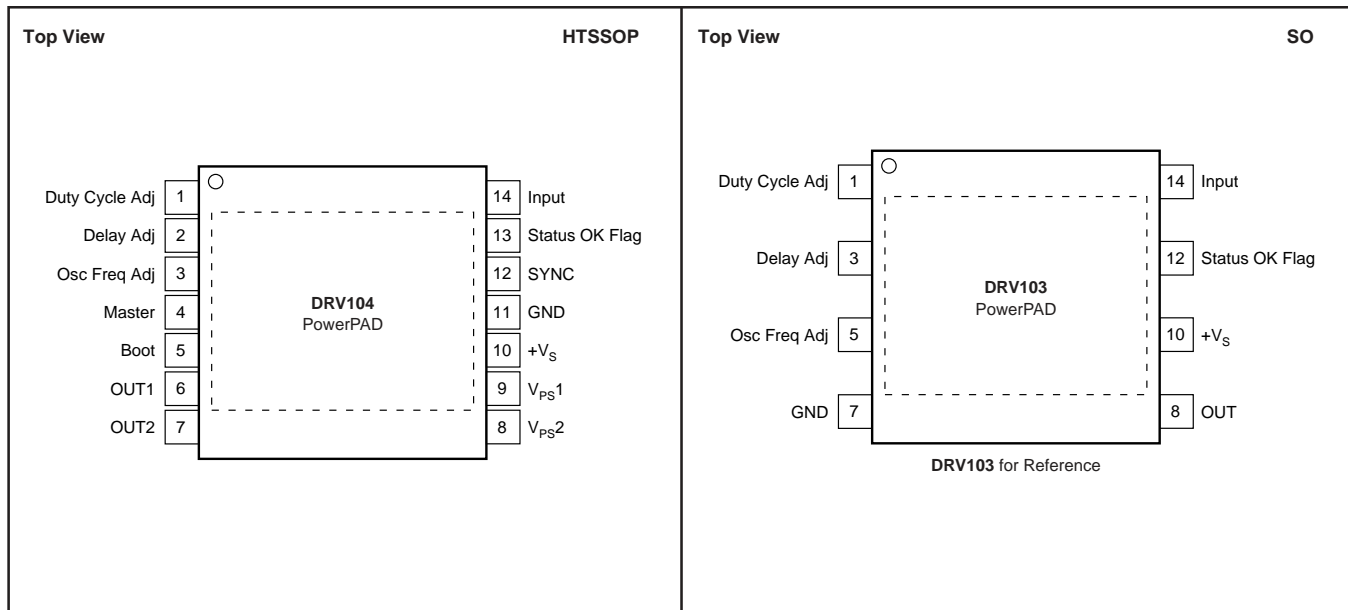 Top View HTSSOP
Duty Cycle Adj 1
Delay Adj 2
Osc Freq Adj 3
Master 4
Boot 5
OUT1 6
OUT2 7
DRV104
PowerPAD
14 Input
13 Status OK Flag
12 SYNC
11 GND
10 +VS
9 VPS1
8 VPS2
Top View SO
Duty Cycle Adj 1
Delay Adj 3
Osc Freq Adj 5
GND 7
DRV103
PowerPAD
14 Input
12 Status OK Flag
10 +VS
8 OUT
DRV103 for Reference